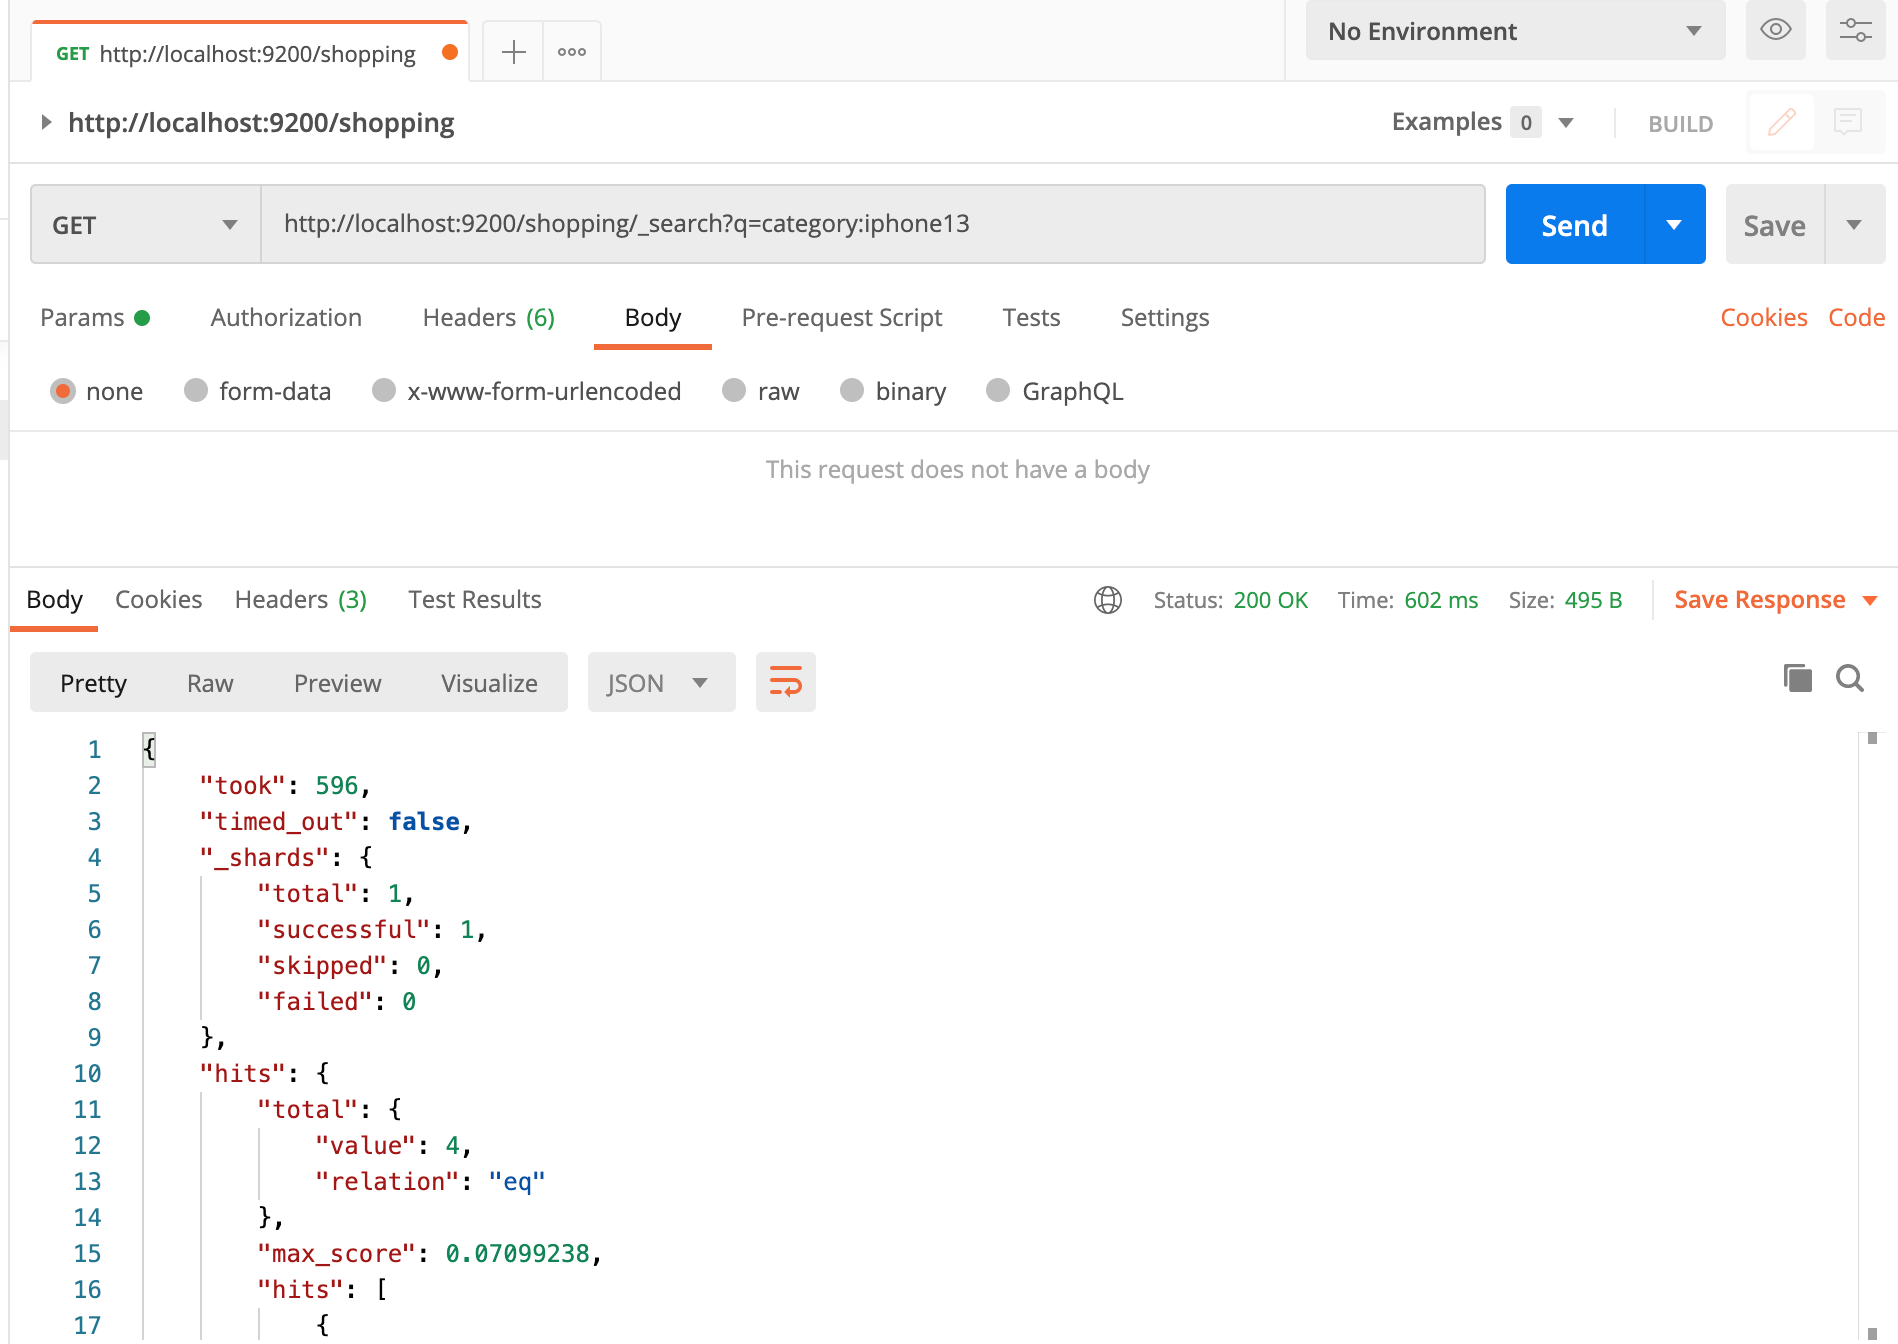 GET http://localhost:9200/shopping
No Environment
http://localhost:9200/shopping
Examples 0
BUILD
GET
http://localhost:9200/shopping/_search?q=category:iphone13
Send
Save
Params Authorization Headers (6) Body Pre-request Script Tests Settings Cookies Code
none form-data x-www-form-urlencoded raw binary GraphQL
This request does not have a body
Body Cookies Headers (3) Test Results Status: 200 OK Time: 602 ms Size: 495 B Save Response
Pretty Raw Preview Visualize JSON
1 {
2 "took": 596,
3 "timed_out": false,
4 "_shards": {
5 "total": 1,
6 "successful": 1,
7 "skipped": 0,
8 "failed": 0
9 },
10 "hits": {
11 "total": {
12 "value": 4,
13 "relation": "eq"
14 },
15 "max_score": 0.07099238,
16 "hits": [
17 {